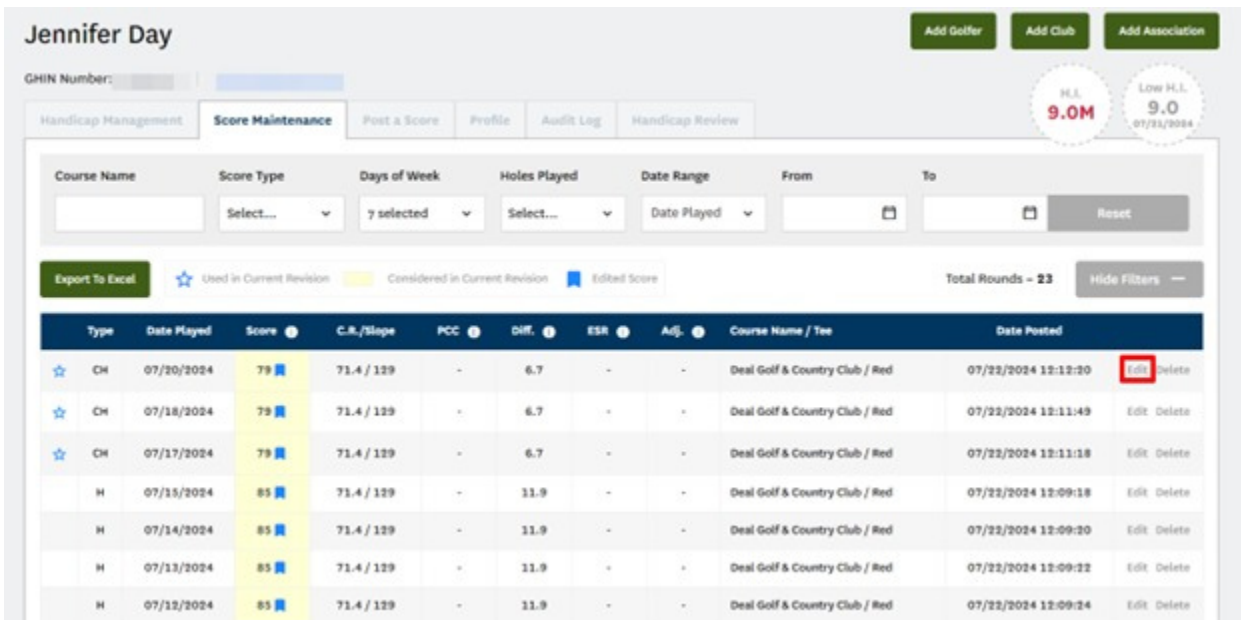 Jennifer Day
Add Golfer Add Club Add Association
GHIN Number:
H.I. 9.0M
Low H.I. 9.0 07/21/2024
Handicap Management Score Maintenance Post a Score Profile Audit Log Handicap Review
Course Name Score Type Days of Week Holes Played Date Range From To
Select... 7 selected Select... Date Played Reset
Export To Excel Used in Current Revision Considered in Current Revision Edited Score Total Rounds - 23 Hide Filters —
Type Date Played Score C.R./Slope PCC Diff. ESR Adj. Course Name / Tee Date Posted
CH 07/20/2024 79 71.4 / 129 - 6.7 - - Deal Golf & Country Club / Red 07/22/2024 12:12:20 Edit Delete
CH 07/18/2024 79 71.4 / 129 - 6.7 - - Deal Golf & Country Club / Red 07/22/2024 12:11:49 Edit Delete
CH 07/17/2024 79 71.4 / 129 - 6.7 - - Deal Golf & Country Club / Red 07/22/2024 12:11:18 Edit Delete
H 07/15/2024 85 71.4 / 129 - 11.9 - - Deal Golf & Country Club / Red 07/22/2024 12:09:18 Edit Delete
H 07/14/2024 85 71.4 / 129 - 11.9 - - Deal Golf & Country Club / Red 07/22/2024 12:09:20 Edit Delete
H 07/13/2024 85 71.4 / 129 - 11.9 - - Deal Golf & Country Club / Red 07/22/2024 12:09:22 Edit Delete
H 07/12/2024 85 71.4 / 129 - 11.9 - - Deal Golf & Country Club / Red 07/22/2024 12:09:24 Edit Delete